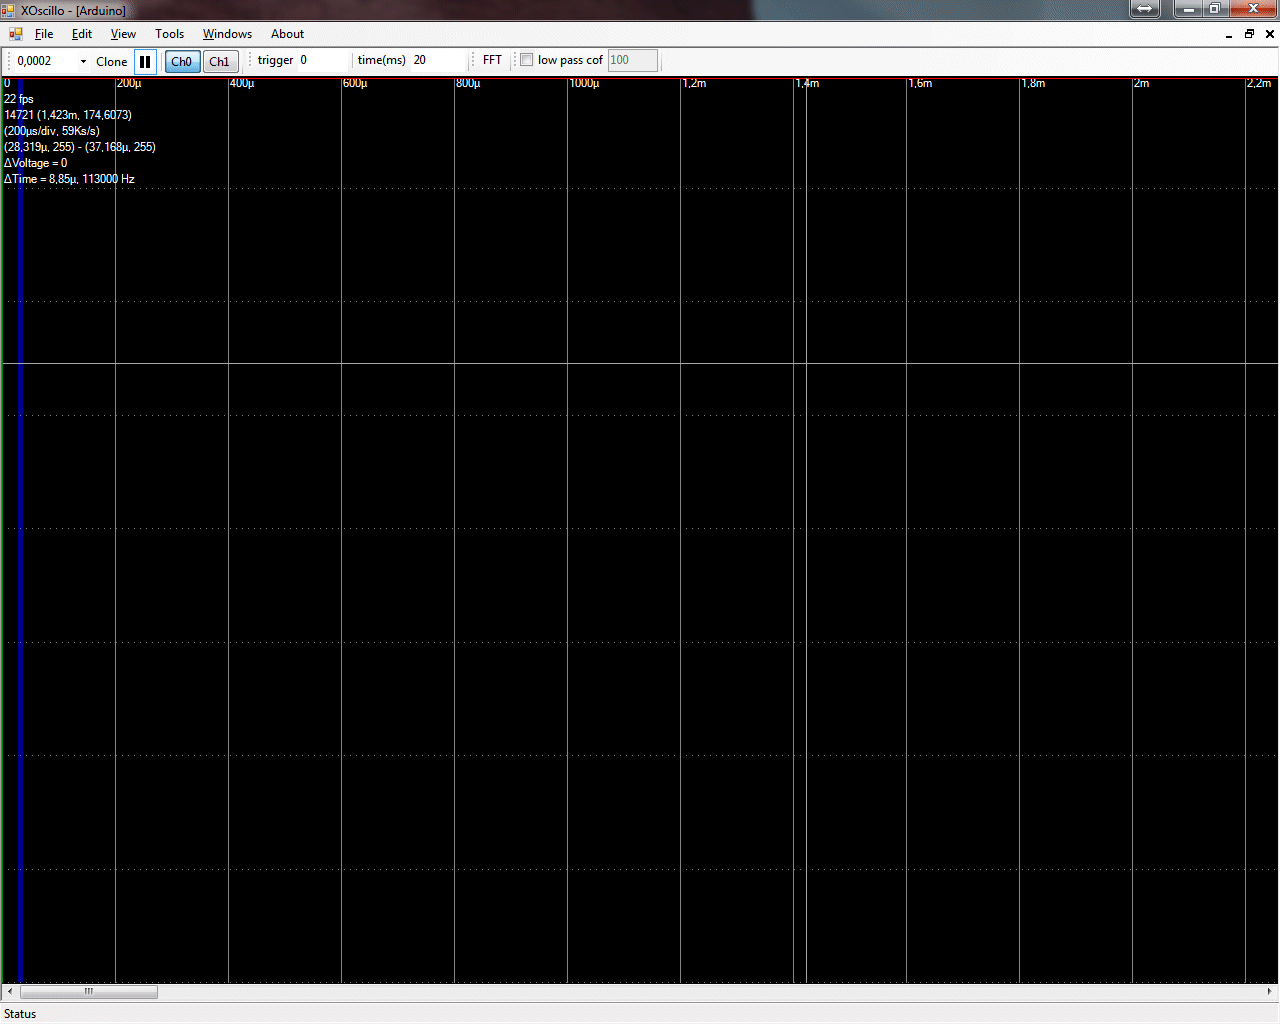 XOscillo - [Arduino]
File Edit View Tools Windows About
0,0002 Clone Ch0 Ch1 trigger 0 time(ms) 20 FFT low pass cof 100
0 200µ 400µ 600µ 800µ 1000µ 1,2m 1,4m 1,6m 1,8m 2m 2,2m
22 fps
14721 (1,423m, 174,6073)
(200µs/div, 59Ks/s)
(28,319µ, 255) - (37,168µ, 255)
ΔVoltage = 0
ΔTime = 8,85µ, 113000 Hz
Status